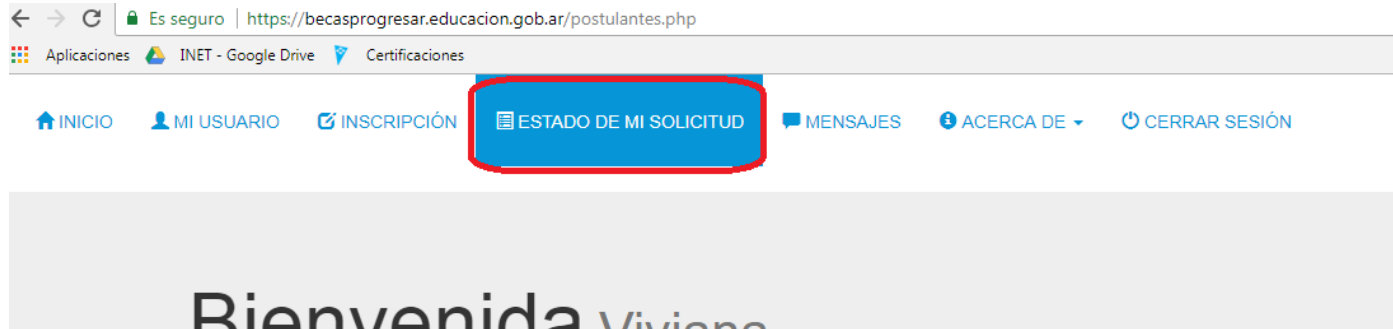 Es seguro https://becasprogresar.educacion.gob.ar/postulantes.php
Aplicaciones INET - Google Drive Certificaciones
INICIO MI USUARIO INSCRIPCIÓN ESTADO DE MI SOLICITUD MENSAJES ACERCA DE CERRAR SESIÓN
Bienvenida Viviana